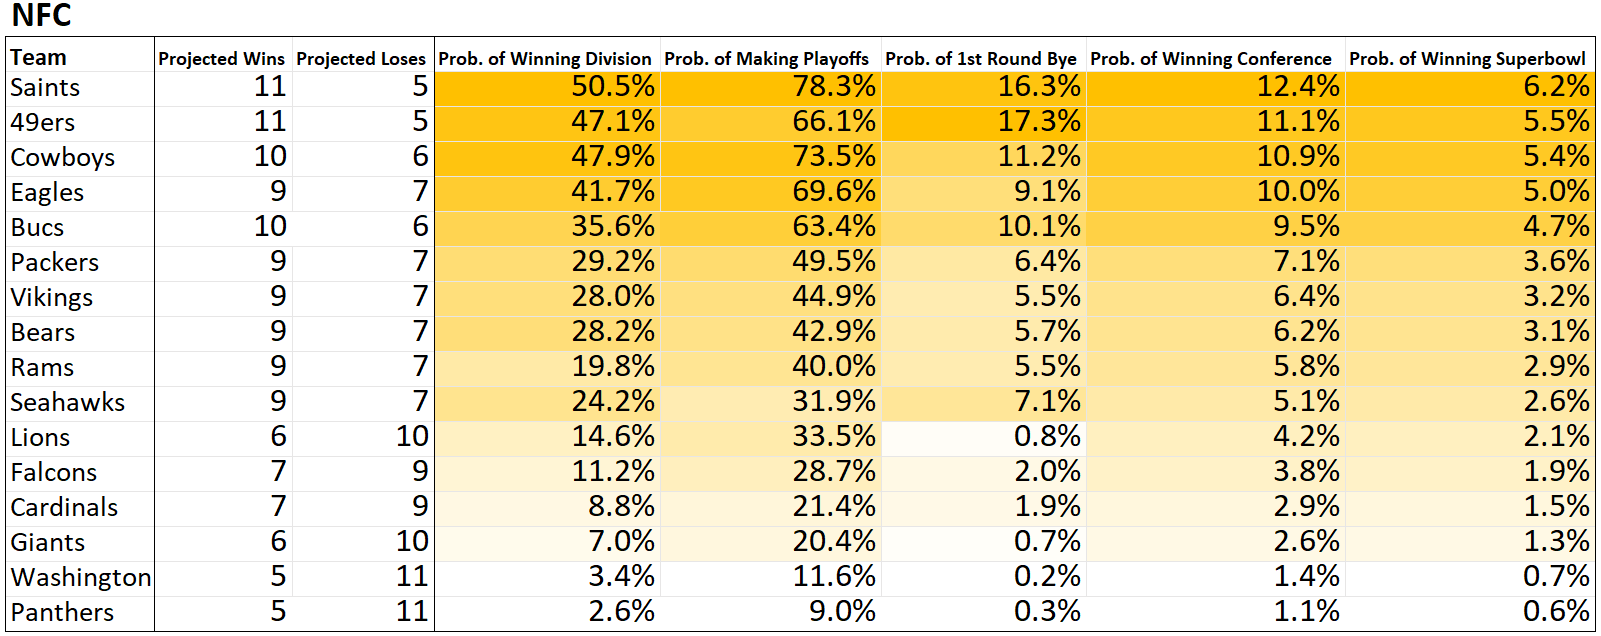 NFC
Team Projected Wins Projected Loses Prob. of Winning Division Prob. of Making Playoffs Prob. of 1st Round Bye Prob. of Winning Conference Prob. of Winning Superbowl
Saints 11 5 50.5% 78.3% 16.3% 12.4% 6.2%
49ers 11 5 47.1% 66.1% 17.3% 11.1% 5.5%
Cowboys 10 6 47.9% 73.5% 11.2% 10.9% 5.4%
Eagles 9 7 41.7% 69.6% 9.1% 10.0% 5.0%
Bucs 10 6 35.6% 63.4% 10.1% 9.5% 4.7%
Packers 9 7 29.2% 49.5% 6.4% 7.1% 3.6%
Vikings 9 7 28.0% 44.9% 5.5% 6.4% 3.2%
Bears 9 7 28.2% 42.9% 5.7% 6.2% 3.1%
Rams 9 7 19.8% 40.0% 5.5% 5.8% 2.9%
Seahawks 9 7 24.2% 31.9% 7.1% 5.1% 2.6%
Lions 6 10 14.6% 33.5% 0.8% 4.2% 2.1%
Falcons 7 9 11.2% 28.7% 2.0% 3.8% 1.9%
Cardinals 7 9 8.8% 21.4% 1.9% 2.9% 1.5%
Giants 6 10 7.0% 20.4% 0.7% 2.6% 1.3%
Washington 5 11 3.4% 11.6% 0.2% 1.4% 0.7%
Panthers 5 11 2.6% 9.0% 0.3% 1.1% 0.6%